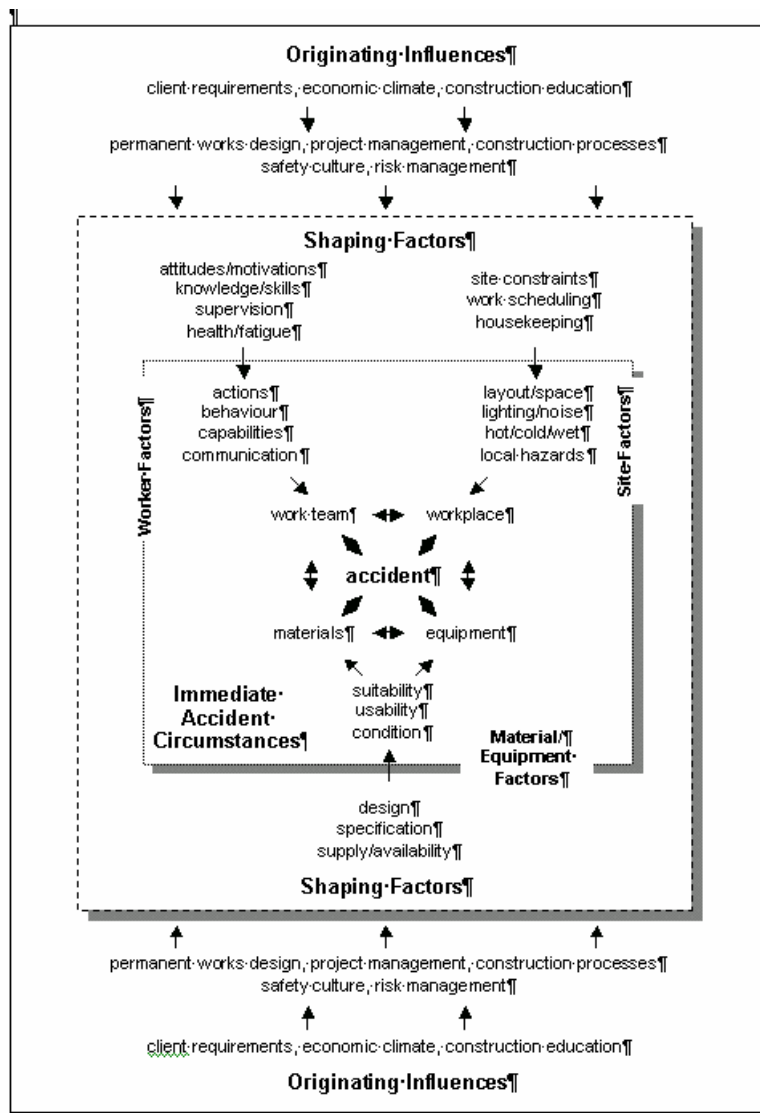 ¶
Originating·Influences¶
client·requirements,·economic·climate,·construction·education¶
permanent·works·design,·project·management,·construction·processes¶
safety·culture,·risk·management¶
Shaping·Factors¶
attitudes/motivations¶
knowledge/skills¶
supervision¶
health/fatigue¶
site·constraints¶
work·scheduling¶
housekeeping¶
Worker·Factors¶
actions¶
behaviour¶
capabilities¶
communication¶
layout/space¶
lighting/noise¶
hot/cold/wet¶
local·hazards¶
Site·Factors¶
work·team¶
workplace¶
accident¶
materials¶
equipment¶
suitability¶
usability¶
condition¶
Immediate·
Accident·
Circumstances¶
Material/¶
Equipment·
Factors¶
design¶
specification¶
supply/availability¶
Shaping·Factors¶
permanent·works·design,·project·management,·construction·processes¶
safety·culture,·risk·management¶
client·requirements,·economic·climate,·construction·education¶
Originating·Influences¶